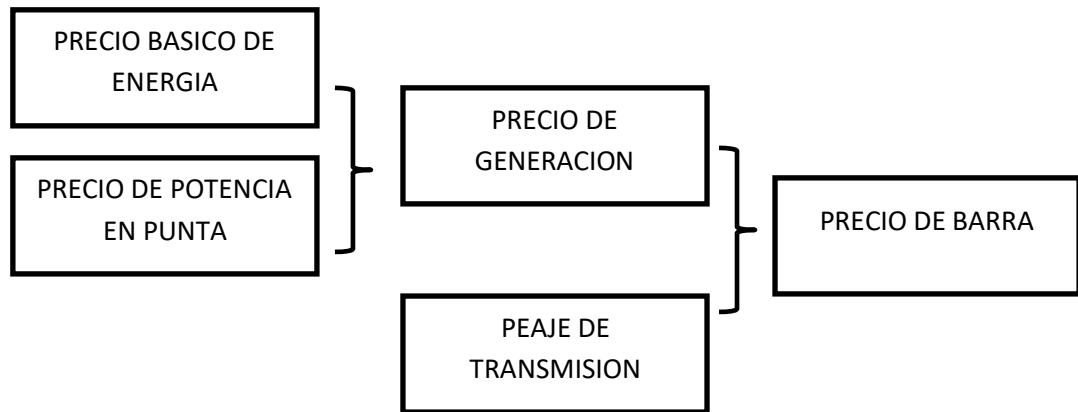 PRECIO BASICO DE
ENERGIA
PRECIO DE POTENCIA
EN PUNTA
PRECIO DE
GENERACION
PEAJE DE
TRANSMISION
PRECIO DE BARRA